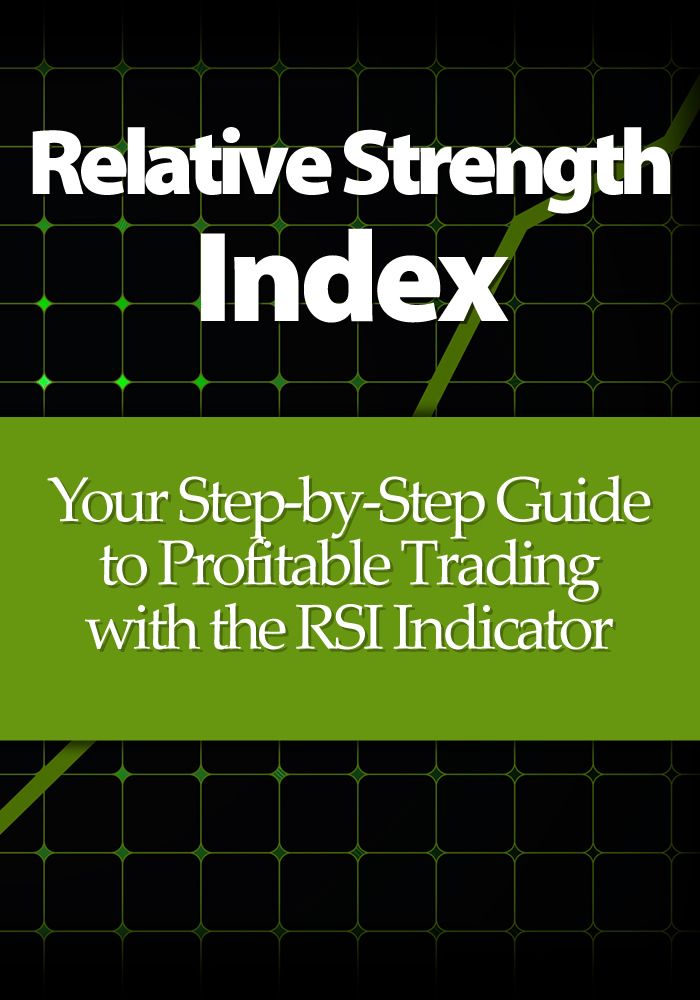 Relative Strength
Index
Your Step-by-Step Guide
to Profitable Trading
with the RSI Indicator